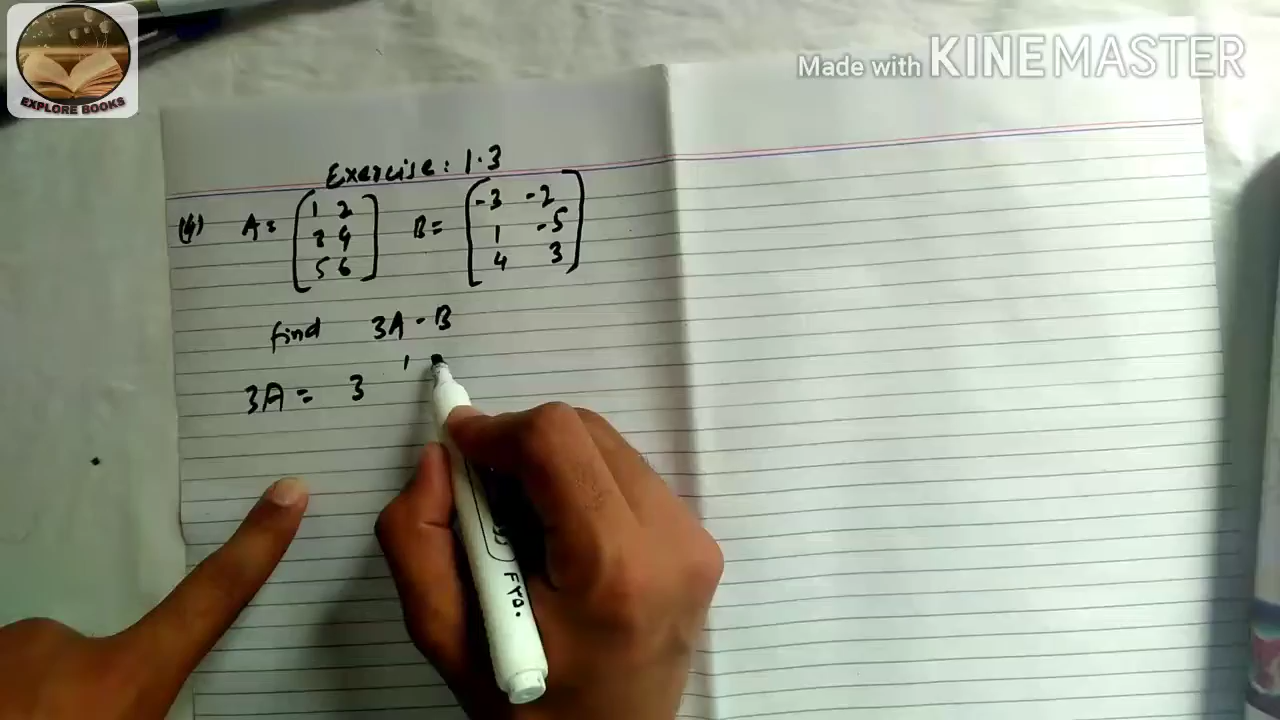 EXPLORE BOOKS
Made with KINEMASTER
Exercise: 1.3
(4) A = B =
1 2
2 4
5 6
-3 -2
1 -5
4 3
find 3A - B
3A = 3 1